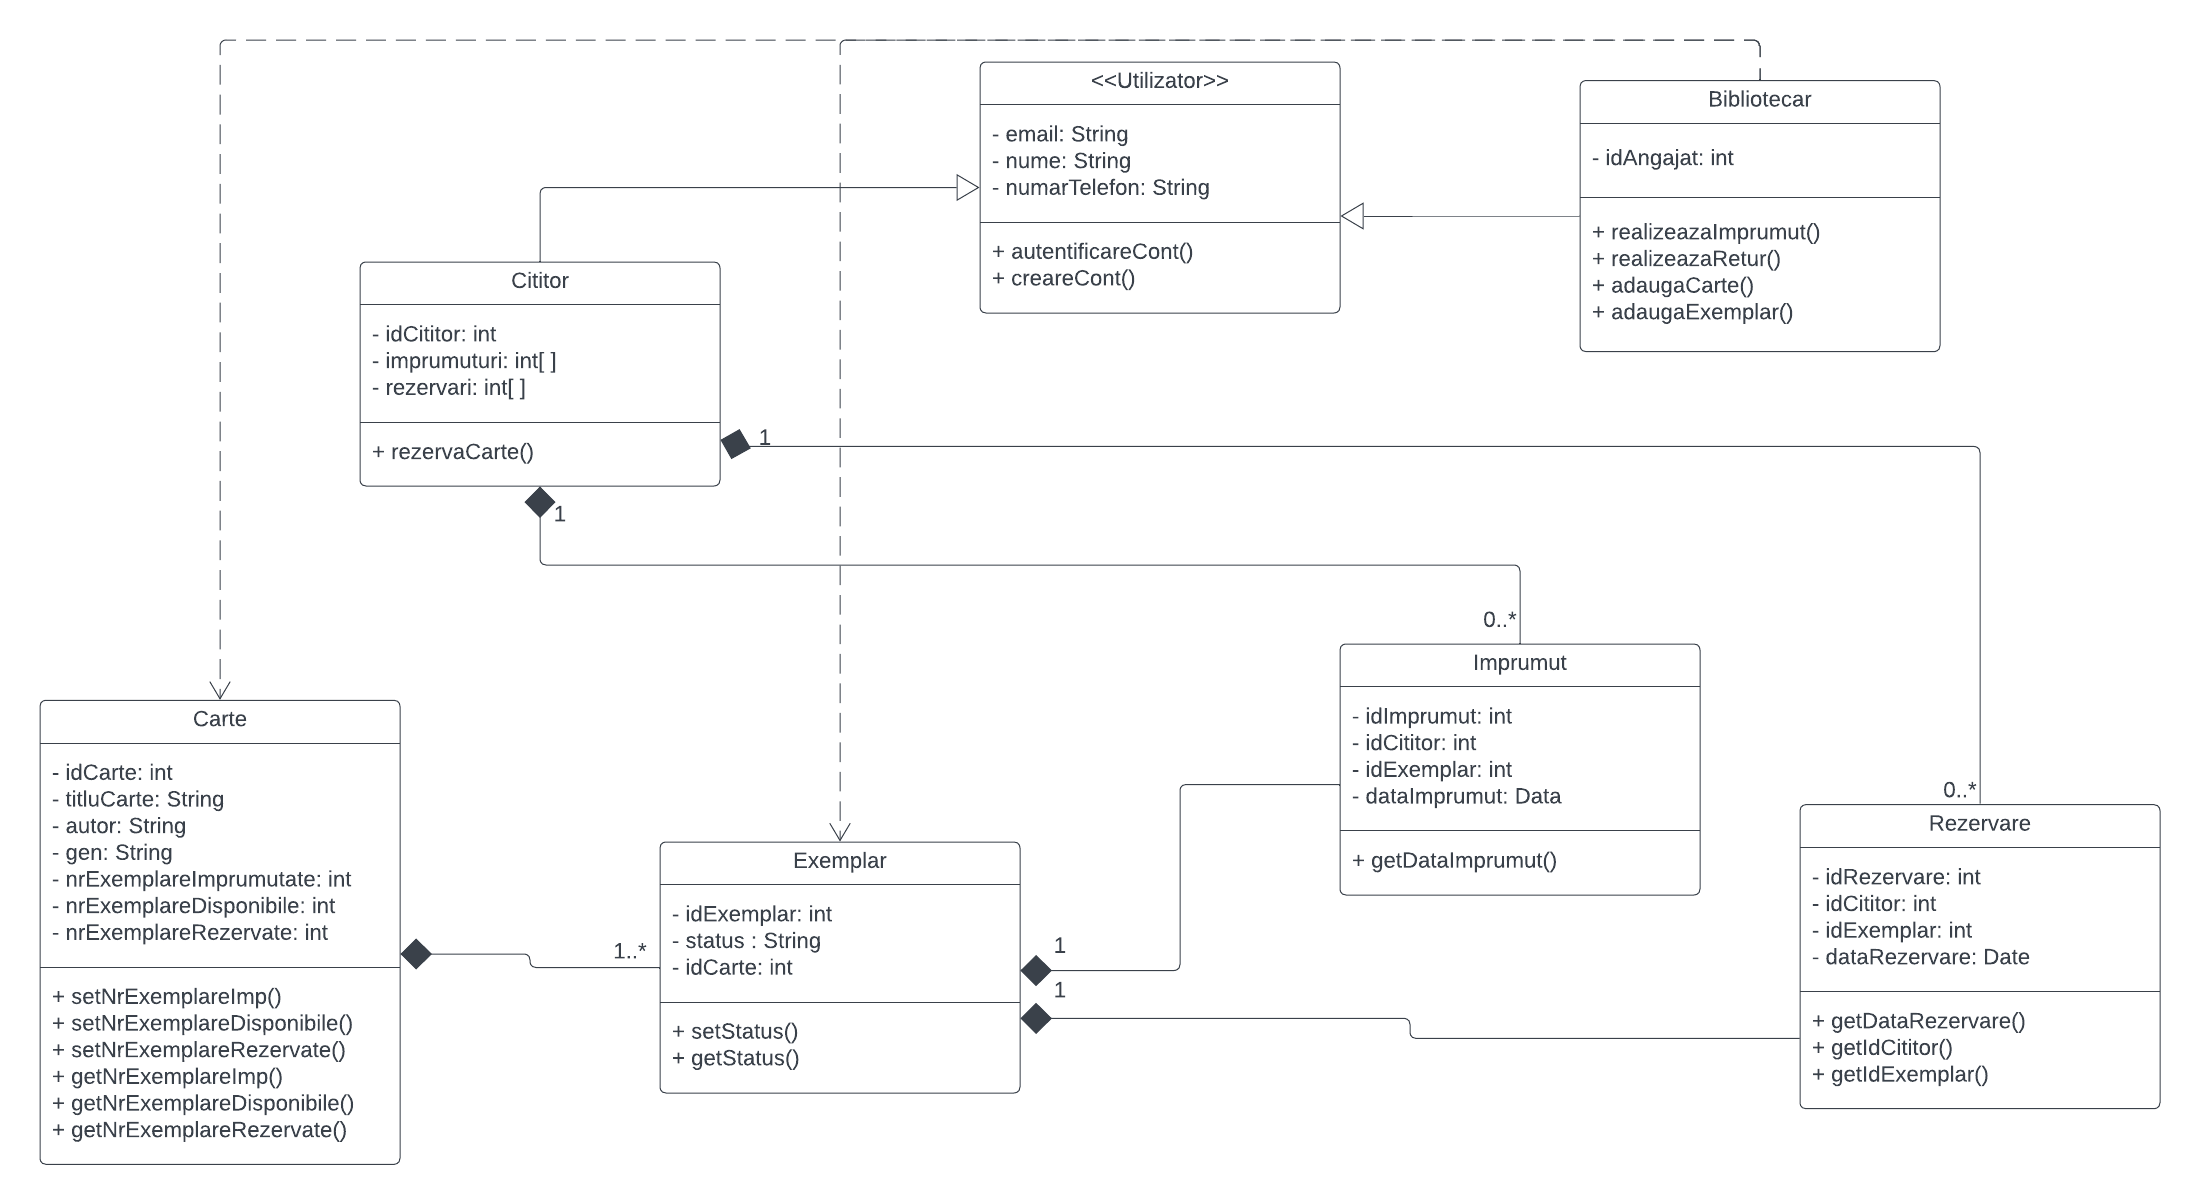 <<Utilizator>>
- email: String
- nume: String
- numarTelefon: String
+ autentificareCont()
+ creareCont()
Bibliotecar
- idAngajat: int
+ realizeazaImprumut()
+ realizeazaRetur()
+ adaugaCarte()
+ adaugaExemplar()
Cititor
- idCititor: int
- imprumuturi: int[ ]
- rezervari: int[ ]
+ rezervaCarte()
1
1
0..*
Imprumut
- idImprumut: int
- idCititor: int
- idExemplar: int
- dataImprumut: Data
+ getDataImprumut()
Carte
- idCarte: int
- titluCarte: String
- autor: String
- gen: String
- nrExemplareImprumutate: int
- nrExemplareDisponibile: int
- nrExemplareRezervate: int
+ setNrExemplareImp()
+ setNrExemplareDisponibile()
+ setNrExemplareRezervate()
+ getNrExemplareImp()
+ getNrExemplareDisponibile()
+ getNrExemplareRezervate()
1..*
Exemplar
- idExemplar: int
- status : String
- idCarte: int
+ setStatus()
+ getStatus()
1
1
0..*
Rezervare
- idRezervare: int
- idCititor: int
- idExemplar: int
- dataRezervare: Date
+ getDataRezervare()
+ getIdCititor()
+ getIdExemplar()